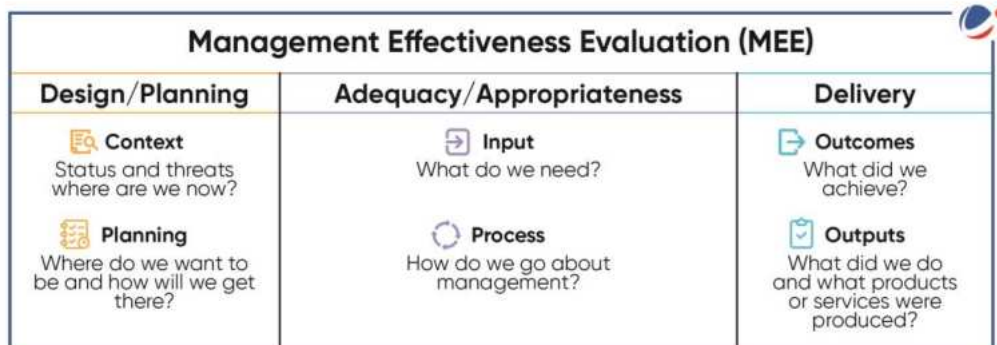 Management Effectiveness Evaluation (MEE)
Design/Planning
Adequacy/Appropriateness
Delivery
Context
Status and threats
where are we now?
Planning
Where do we want to
be and how will we get
there?
Input
What do we need?
Process
How do we go about
management?
Outcomes
What did we
achieve?
Outputs
What did we do
and what products
or services were
produced?